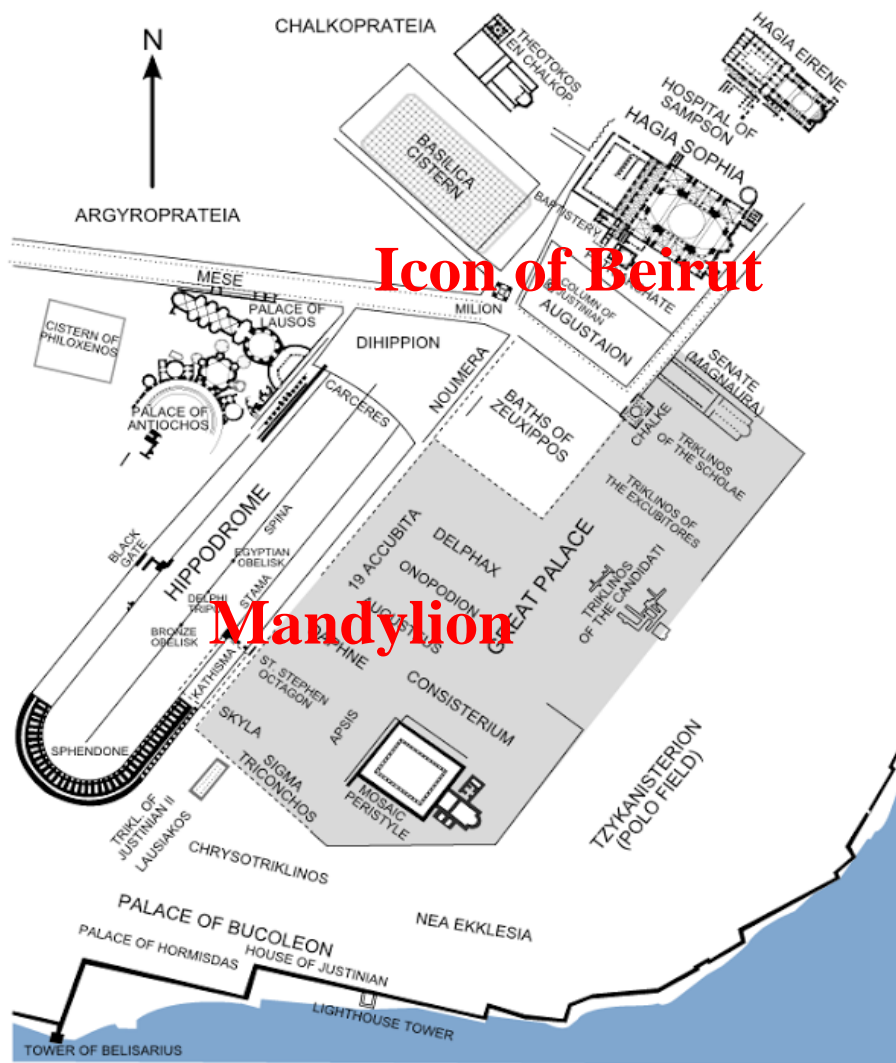 CHALKOPRATEIA
N
THEOTOKOS
EN CHALKOP.
HAGIA EIRENE
HOSPITAL OF
SAMPSON
HAGIA SOPHIA
BASILICA
CISTERN
ARGYROPRATEIA
BAPTISTERY
Icon of Beirut
MESE
MILION
COLUMN OF
AUGUSTAION
PALACE OF
LAUSOS
CISTERN OF
PHILOXENOS
DIHIPPION
NOUMERA
SENATE
(MAGNAURA)
CARCERES
PALACE OF
ANTIOCHOS
BATHS OF
ZEUXIPPOS
CHALKE
TRIKLINOS
OF THE SCHOLAE
TRIKLINOS OF
THE EXCUBITORES
HIPPODROME
SPINA
BLACK
GATE
EGYPTIAN
OBELISK
STAMA
19 ACCUBITA
DELPHAX
ONOPODION
GREAT PALACE
TRIKLINOS
OF THE CANDIDATI
DELPHI
Mandylion
BRONZE
OBELISK
KATHISMA
ST. STEPHEN
OCTAGON
CONSISTERIUM
APSIS
SKYLA
SPHENDONE
SIGMA
TRICONCHOS
MOSAIC
PERISTYLE
TZYKANISTERION
(POLO FIELD)
TRIKL. OF
JUSTINIAN II
LAUSIAKOS
CHRYSOTRIKLINOS
PALACE OF BUCOLEON
NEA EKKLESIA
PALACE OF HORMISDAS
HOUSE OF JUSTINIAN
LIGHTHOUSE TOWER
TOWER OF BELISARIUS